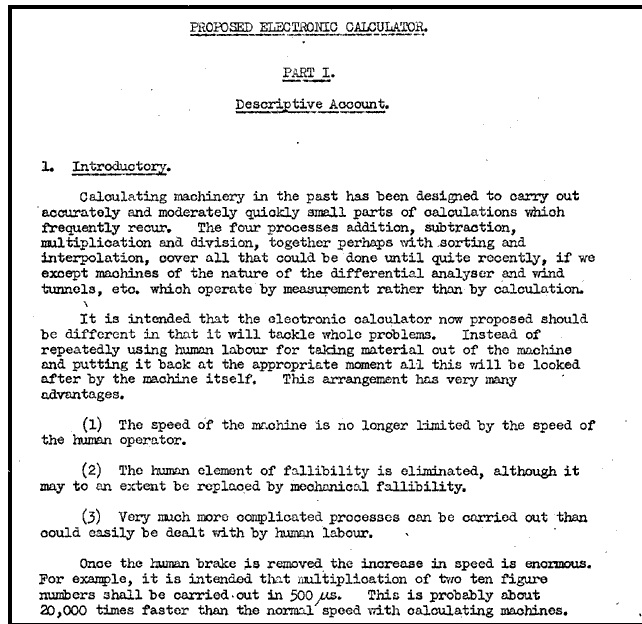 PROPOSED ELECTRONIC CALCULATOR.
PART I.
Descriptive Account.
1. Introductory.
Calculating machinery in the past has been designed to carry out
accurately and moderately quickly small parts of calculations which
frequently recur. The four processes addition, subtraction,
multiplication and division, together perhaps with sorting and
interpolation, cover all that could be done until quite recently, if we
except machines of the nature of the differential analyser and wind
tunnels, etc. which operate by measurement rather than by calculation.
It is intended that the electronic calculator now proposed should
be different in that it will tackle whole problems. Instead of
repeatedly using human labour for taking material out of the machine
and putting it back at the appropriate moment all this will be looked
after by the machine itself. This arrangement has very many
advantages.
(1) The speed of the machine is no longer limited by the speed of
the human operator.
(2) The human element of fallibility is eliminated, although it
may to an extent be replaced by mechanical fallibility.
(3) Very much more complicated processes can be carried out than
could easily be dealt with by human labour.
Once the human brake is removed the increase in speed is enormous.
For example, it is intended that multiplication of two ten figure
numbers shall be carried out in 500 μs. This is probably about
20,000 times faster than the normal speed with calculating machines.